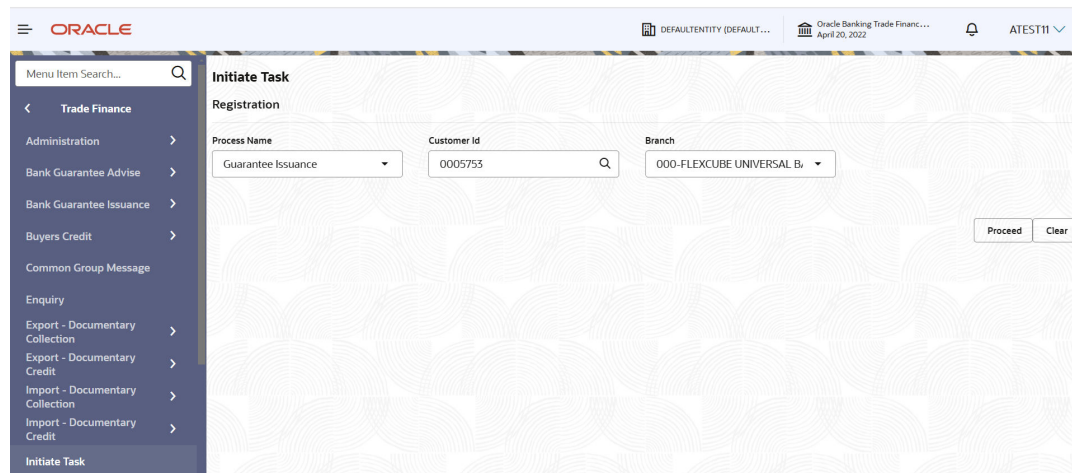 ORACLE
DEFAULTENTITY (DEFAULT...
Oracle Banking Trade Financ...
April 20, 2022
ATEST11
Menu Item Search...
Trade Finance
Administration
Bank Guarantee Advise
Bank Guarantee Issuance
Buyers Credit
Common Group Message
Enquiry
Export - Documentary
Collection
Export - Documentary
Credit
Import - Documentary
Collection
Import - Documentary
Credit
Initiate Task
Initiate Task
Registration
Process Name
Customer Id
Branch
Guarantee Issuance
0005753
000-FLEXCUBE UNIVERSAL
Proceed
Clear